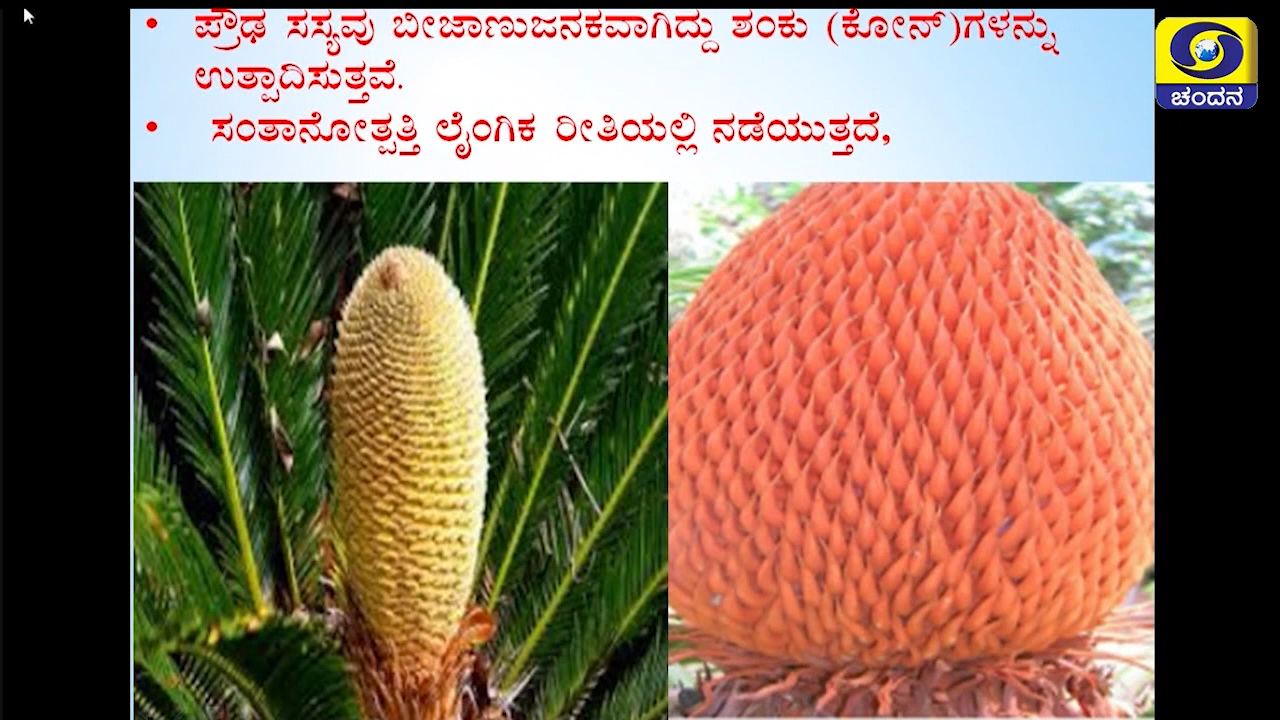 • ಪ್ರೌಢ ಸಸ್ಯವು ಬೀಜಾಣುಜನಕವಾಗಿದ್ದು ಶಂಕು (ಕೋನ್)ಗಳನ್ನು
ಉತ್ಪಾದಿಸುತ್ತವೆ.
• ಸಂತಾನೋತ್ಪತ್ತಿ ಲೈಂಗಿಕ ರೀತಿಯಲ್ಲಿ ನಡೆಯುತ್ತದೆ,
ಚಂದನ